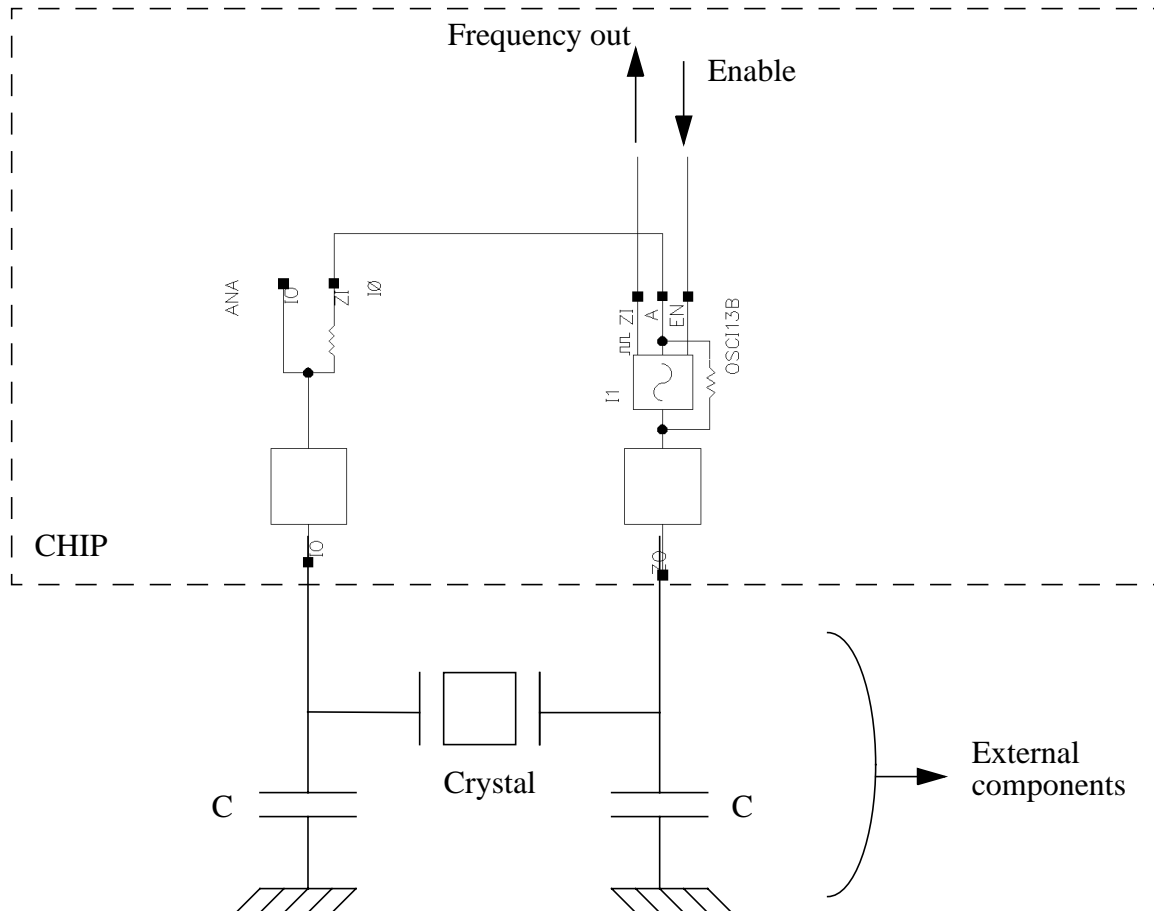 Frequency out
Enable
ANA
IO
ZI
IØ
ZI
A
EN
OSCI13B
I1
CHIP
IO
ZO
Crystal
C
C
External
components